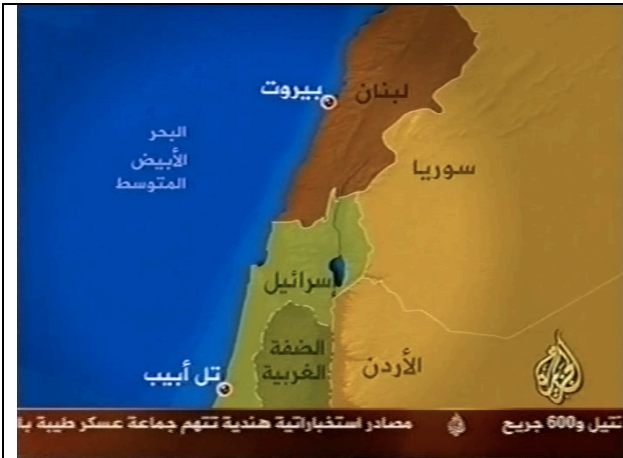 لبنان
بيروت
البحر
الأبيض
المتوسط
سوريا
إسرائيل
الضفة
الغربية
الأردن
تل أبيب
و600 جريح
مصادر استخباراتية هندية تتهم جماعة عسكر طيبة با